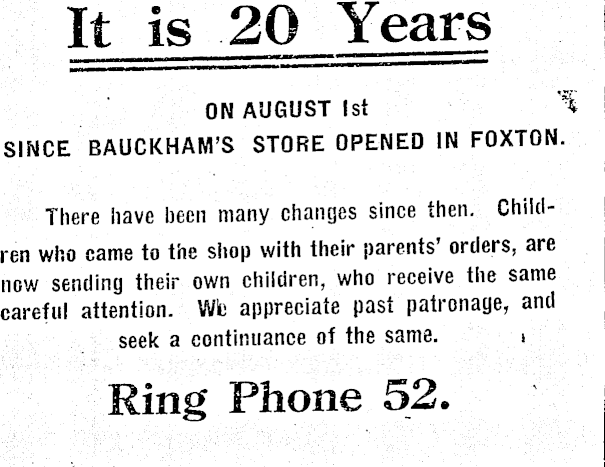 It is 20 Years
ON AUGUST 1st
SINCE BAUCKHAM'S STORE OPENED IN FOXTON.
There have been many changes since then. Child-
ren who came to the shop with their parents' orders, are
now sending their own children, who receive the same
careful attention. We appreciate past patronage, and
seek a continuance of the same.
Ring Phone 52.